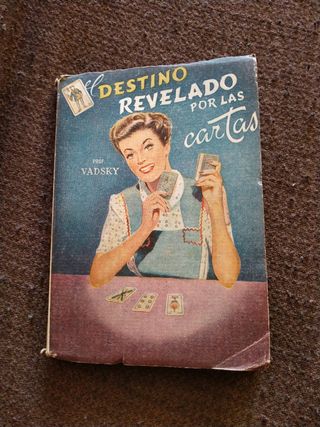 el DESTINO
REVELADO
POR LAS
cartas
PROF
VADSKY